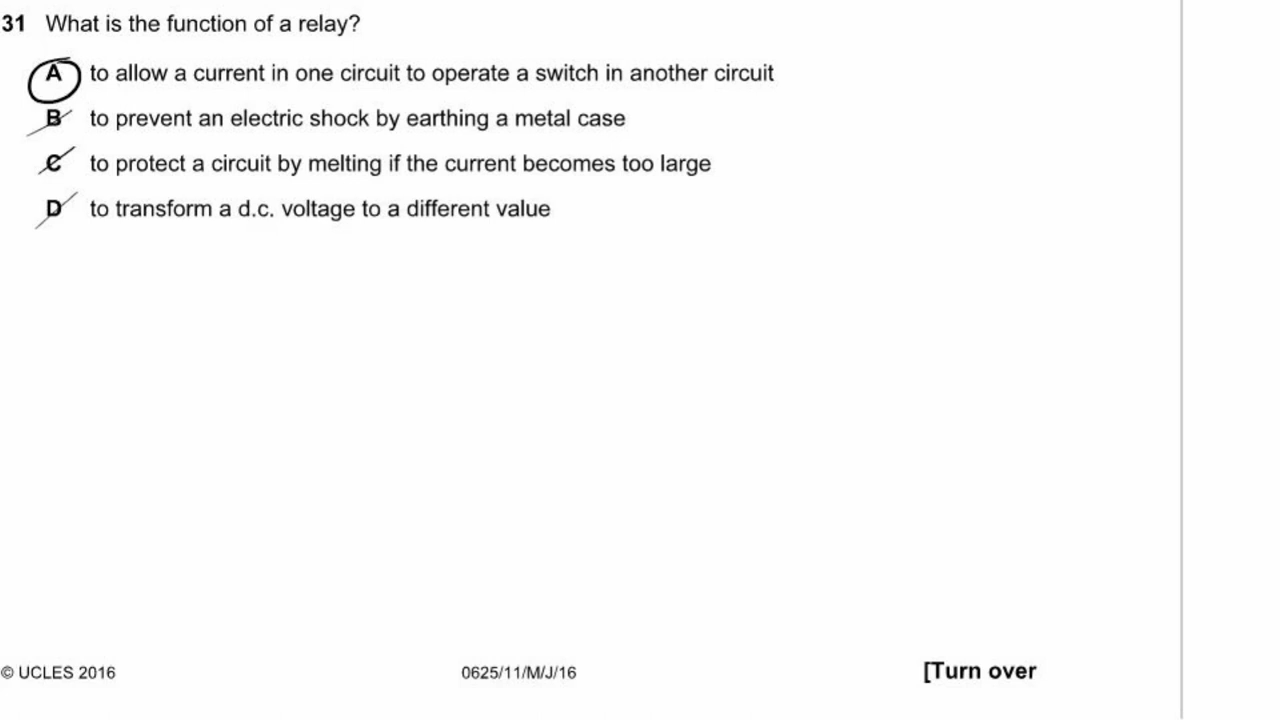 31 What is the function of a relay?
A to allow a current in one circuit to operate a switch in another circuit
B to prevent an electric shock by earthing a metal case
C to protect a circuit by melting if the current becomes too large
D to transform a d.c. voltage to a different value
© UCLES 2016 0625/11/M/J/16 [Turn over